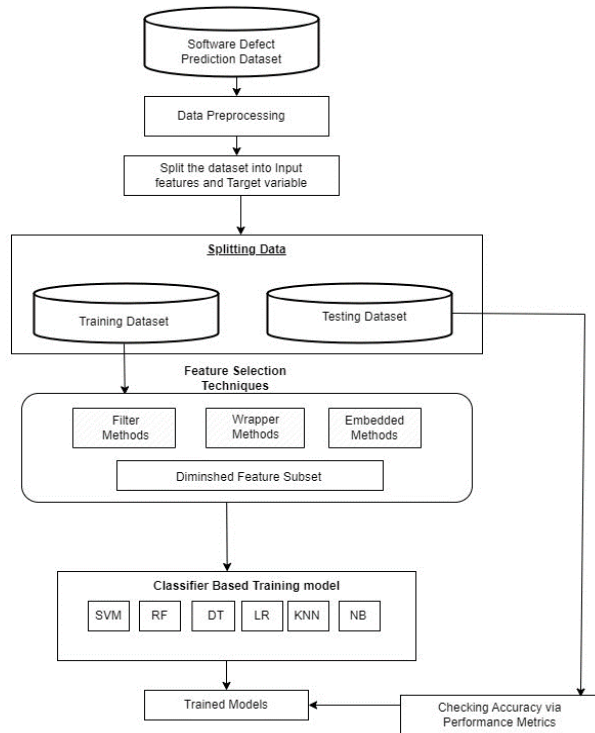 Software Defect
Prediction Dataset
Data Preprocessing
Split the dataset into Input
features and Target variable
Splitting Data
Training Dataset
Testing Dataset
Feature Selection
Techniques
Filter
Methods
Wrapper
Methods
Embedded
Methods
Diminshed Feature Subset
Classifier Based Training model
SVM
RF
DT
LR
KNN
NB
Trained Models
Checking Accuracy via
Performance Metrics